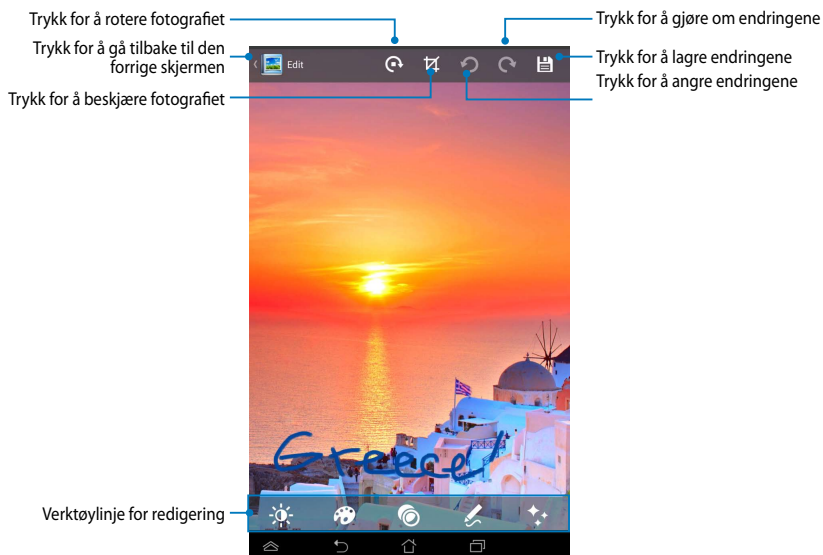 Trykk for å rotere fotografiet
Trykk for å gå tilbake til den
forrige skjermen
Trykk for å beskjære fotografiet
Trykk for å gjøre om endringene
Trykk for å lagre endringene
Trykk for å angre endringene
Edit
Greece!
Verktøylinje for redigering